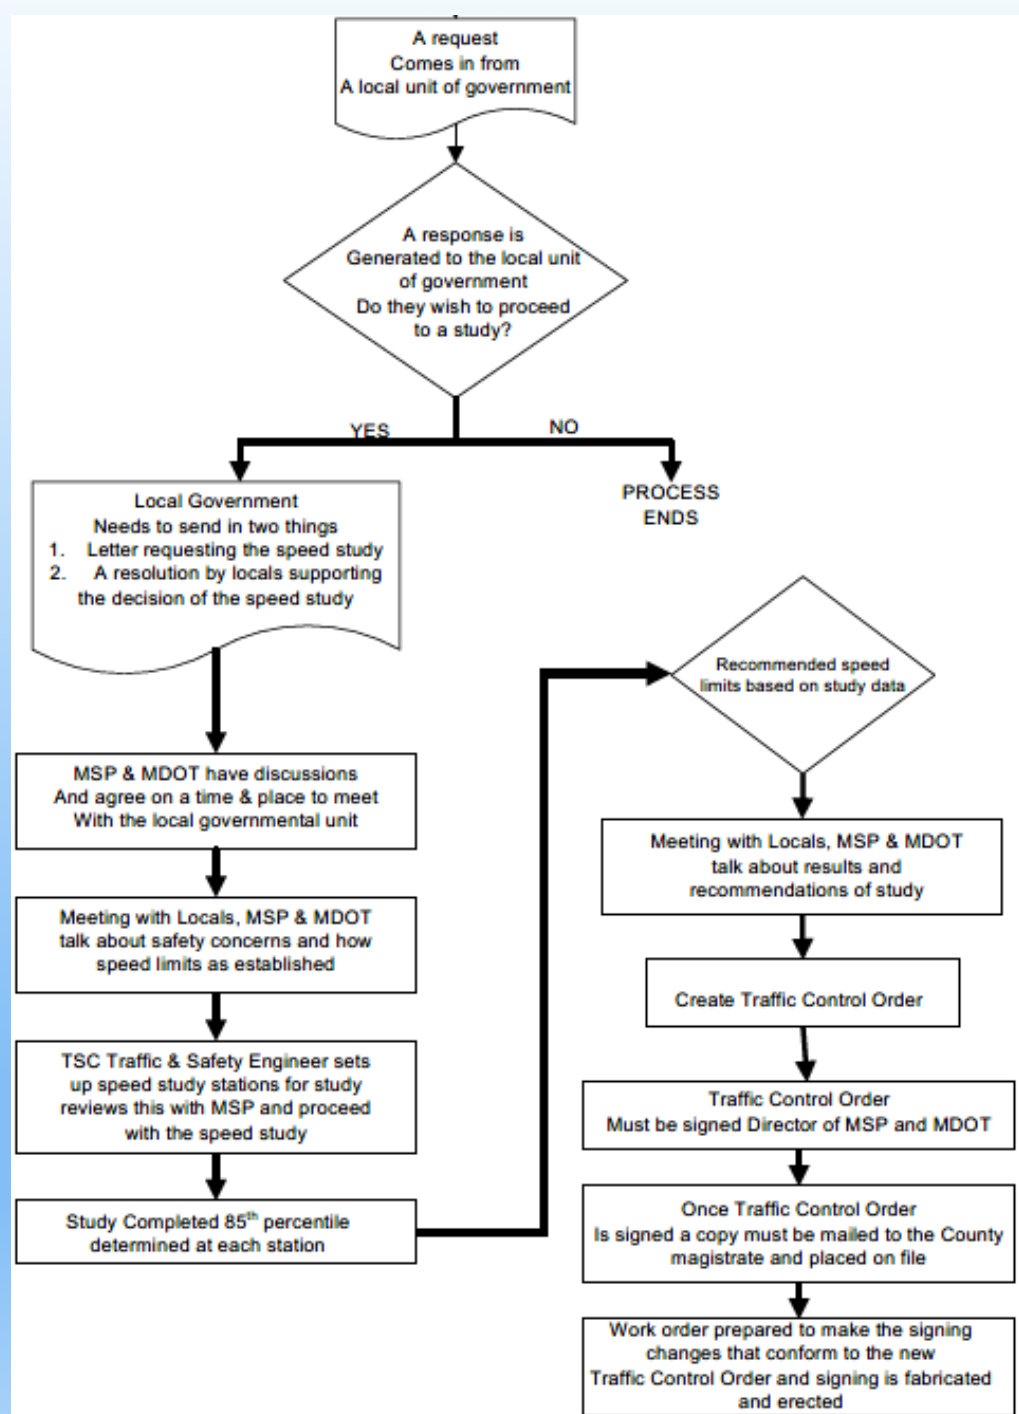 A request
Comes in from
A local unit of government
A response is
Generated to the local unit
of government
Do they wish to proceed
to a study?
YES
NO
PROCESS
ENDS
Local Government
Needs to send in two things
1. Letter requesting the speed study
2. A resolution by locals supporting
the decision of the speed study
MSP & MDOT have discussions
And agree on a time & place to meet
With the local governmental unit
Meeting with Locals, MSP & MDOT
talk about safety concerns and how
speed limits as established
TSC Traffic & Safety Engineer sets
up speed study stations for study
reviews this with MSP and proceed
with the speed study
Study Completed 85th percentile
determined at each station
Recommended speed
limits based on study data
Meeting with Locals, MSP & MDOT
talk about results and
recommendations of study
Create Traffic Control Order
Traffic Control Order
Must be signed Director of MSP and MDOT
Once Traffic Control Order
Is signed a copy must be mailed to the County
magistrate and placed on file
Work order prepared to make the signing
changes that conform to the new
Traffic Control Order and signing is fabricated
and erected